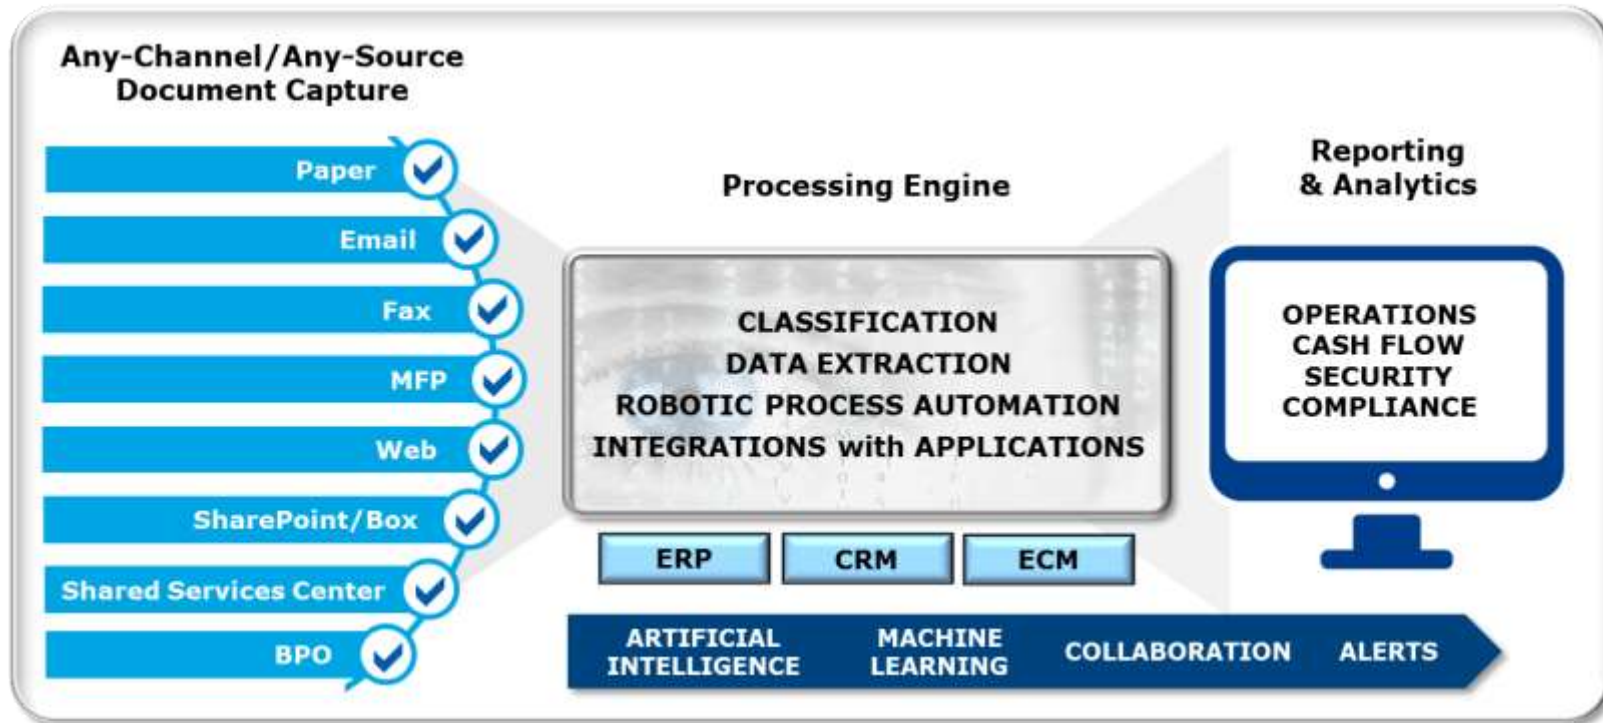 Any-Channel/Any-Source
Document Capture
Paper
Email
Fax
MFP
Web
SharePoint/Box
Shared Services Center
BPO
Processing Engine
CLASSIFICATION
DATA EXTRACTION
ROBOTIC PROCESS AUTOMATION
INTEGRATIONS with APPLICATIONS
ERP
CRM
ECM
Reporting
& Analytics
OPERATIONS
CASH FLOW
SECURITY
COMPLIANCE
ARTIFICIAL
INTELLIGENCE
MACHINE
LEARNING
COLLABORATION
ALERTS